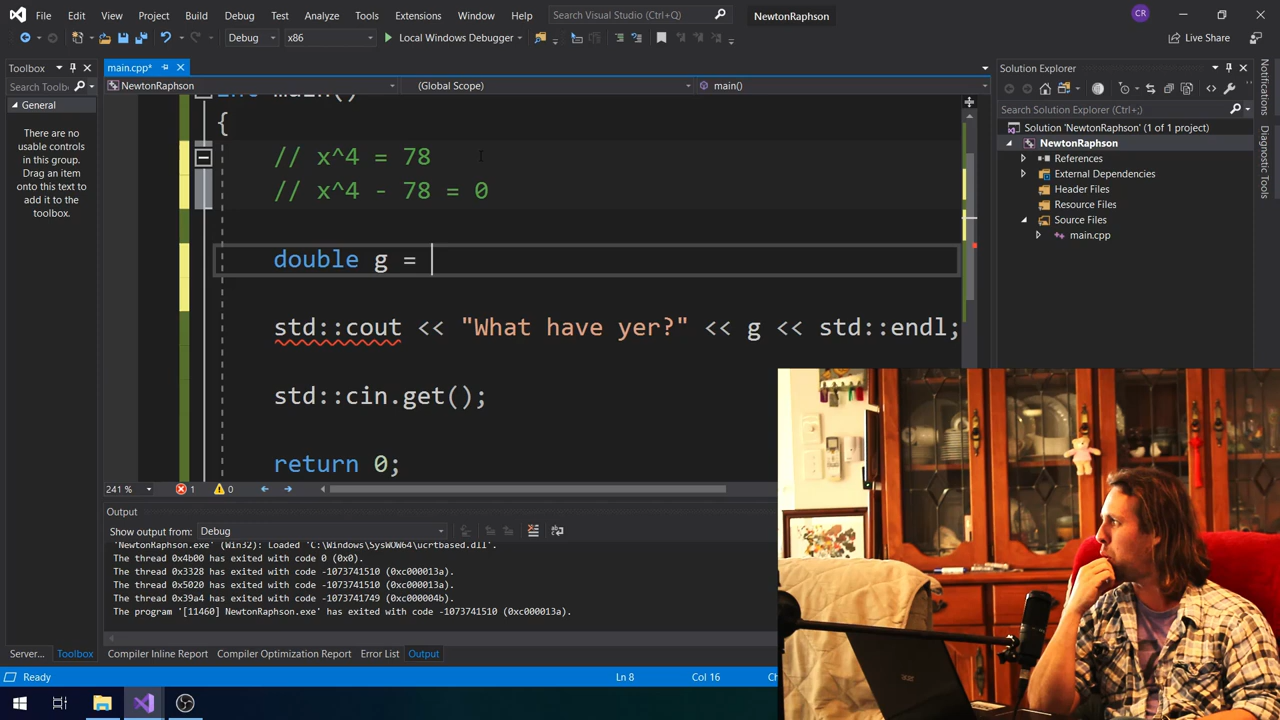 File Edit View Project Build Debug Test Analyze Tools Extensions Window Help Search Visual Studio (Ctrl+Q) NewtonRaphson CR
Debug x86 Local Windows Debugger Live Share
Toolbox main.cpp* Solution Explorer
Search Toolb NewtonRaphson (Global Scope) main()
General
There are no
usable controls
in this group.
Drag an item
onto this text to
add it to the
toolbox.
int main()
{
// x^4 = 78
// x^4 - 78 = 0
double g =
std::cout << "What have yer?" << g << std::endl;
std::cin.get();
return 0;
Search Solution Explorer (Ctrl+;)
Solution 'NewtonRaphson' (1 of 1 project)
NewtonRaphson
References
External Dependencies
Header Files
Resource Files
Source Files
main.cpp
Notifications
Diagnostic Tools
241 % 1 0
Output
Show output from: Debug
'NewtonRaphson.exe' (Win32): Loaded 'C:\Windows\SysWOW64\ucrtbased.dll'.
The thread 0x4b00 has exited with code 0 (0x0).
The thread 0x3328 has exited with code -1073741510 (0xc000013a).
The thread 0x5020 has exited with code -1073741510 (0xc000013a).
The thread 0x39a4 has exited with code -1073741749 (0xc000004b).
The program '[11460] NewtonRaphson.exe' has exited with code -1073741510 (0xc000013a).
Server... Toolbox Compiler Inline Report Compiler Optimization Report Error List Output
Ready Ln 8 Col 16
acer